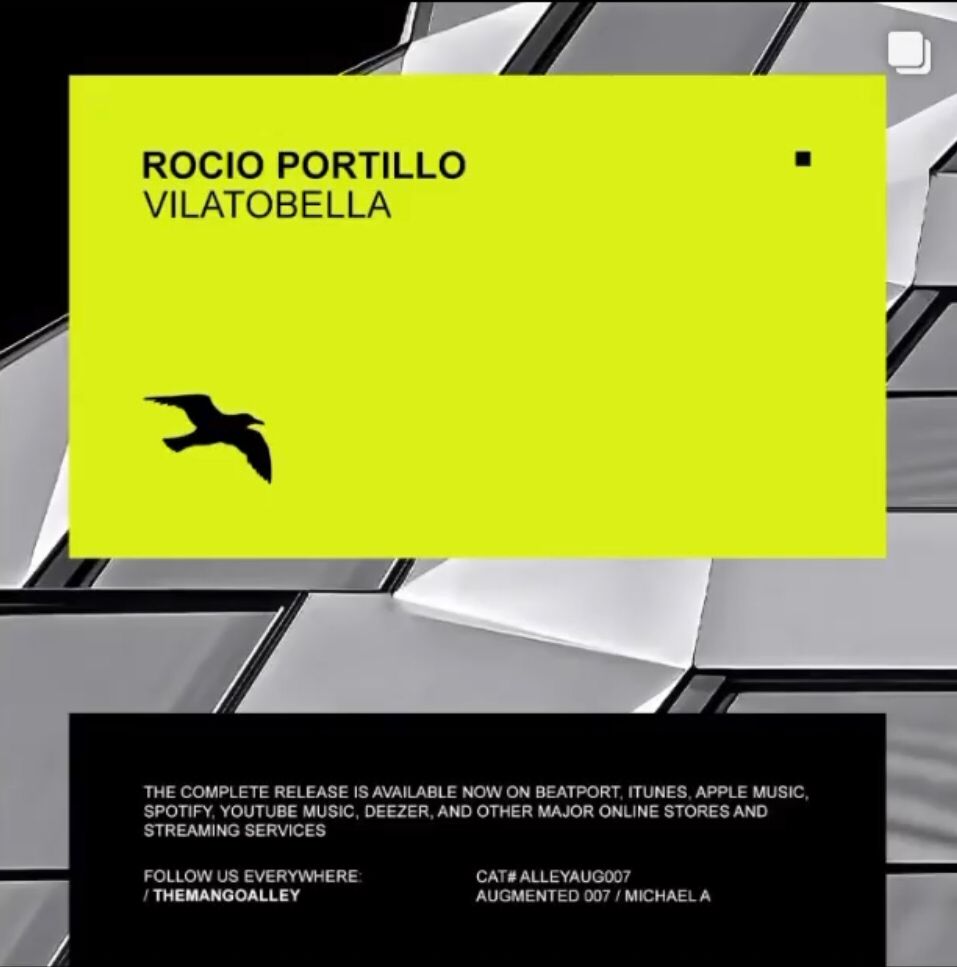 ROCIO PORTILLO
VILATOBELLA
THE COMPLETE RELEASE IS AVAILABLE NOW ON BEATPORT, ITUNES, APPLE MUSIC,
SPOTIFY, YOUTUBE MUSIC, DEEZER, AND OTHER MAJOR ONLINE STORES AND
STREAMING SERVICES
FOLLOW US EVERYWHERE:
/ THEMANGOALLEY
CAT# ALLEYAUG007
AUGMENTED 007 / MICHAEL A